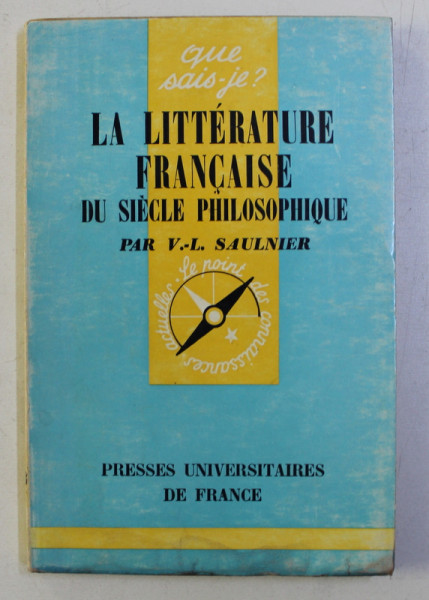 que
sais-je?
LA LITTÉRATURE
FRANÇAISE
DU SIÈCLE PHILOSOPHIQUE
PAR V.-L. SAULNIER
Le point des connaissances actuelles
PRESSES UNIVERSITAIRES
DE FRANCE